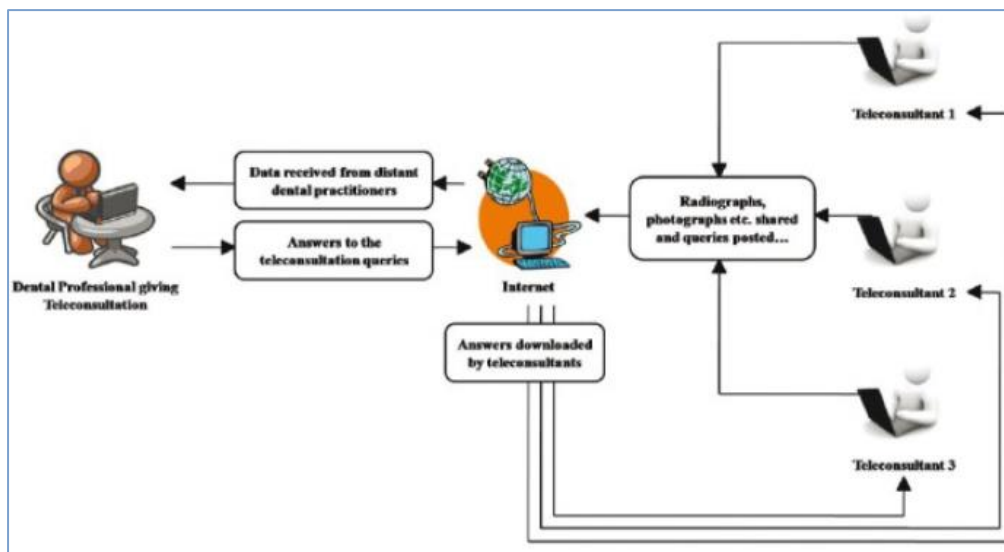 Teleconsultant 1
Data received from distant
dental practitioners
Radiographs,
photographs etc. shared
and queries posted...
Answers to the
teleconsultation queries
Dental Professional giving
Teleconsultation
Internet
Teleconsultant 2
Answers downloaded
by teleconsultants
Teleconsultant 3